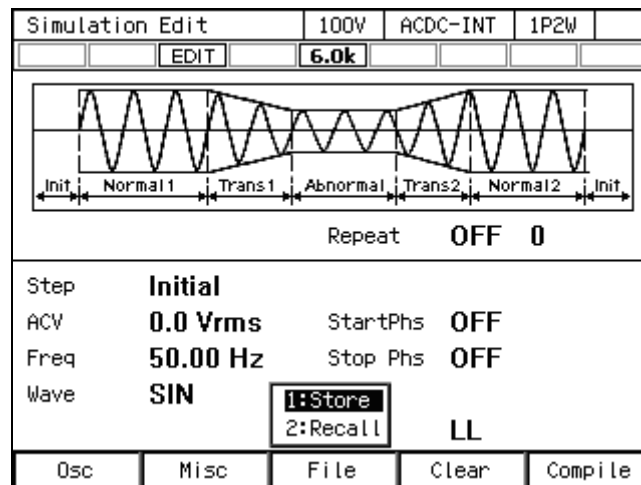 Simulation Edit 100V ACDC-INT 1P2W
EDIT 6.0k
Init Normal1 Trans1 Abnormal Trans2 Normal2 Init
Repeat OFF 0
Step Initial
ACV 0.0 Vrms StartPhs OFF
Freq 50.00 Hz Stop Phs OFF
Wave SIN
1:Store
2:Recall LL
Osc Misc File Clear Compile